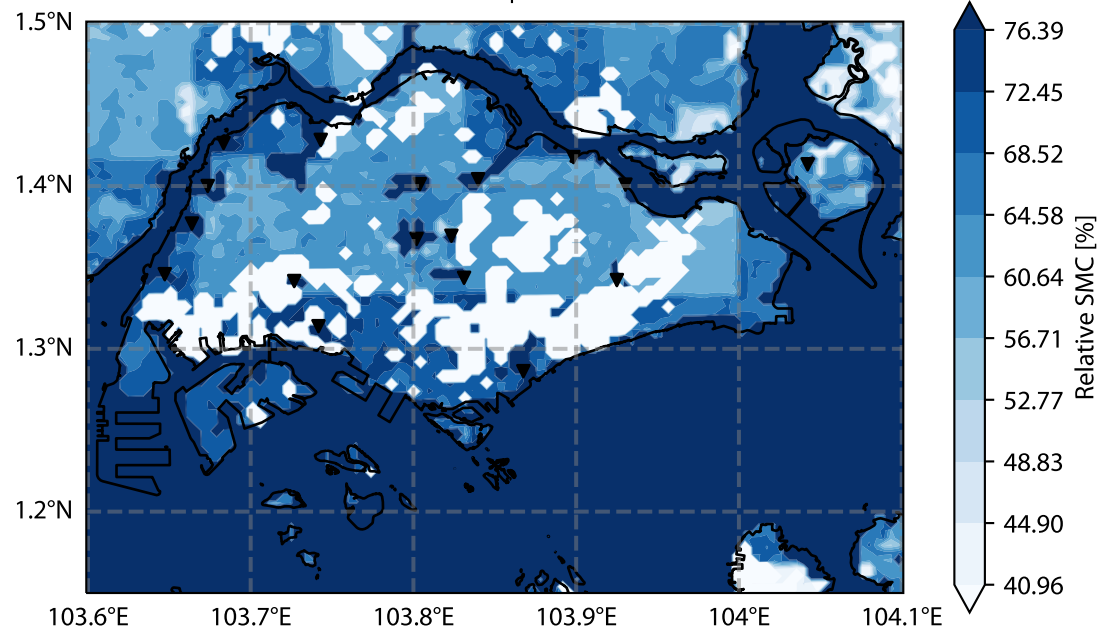 1.5°N
1.4°N
1.3°N
1.2°N
103.6°E
103.7°E
103.8°E
103.9°E
104°E
104.1°E
76.39
72.45
68.52
64.58
60.64
56.71
52.77
48.83
44.90
40.96
Relative SMC [%]